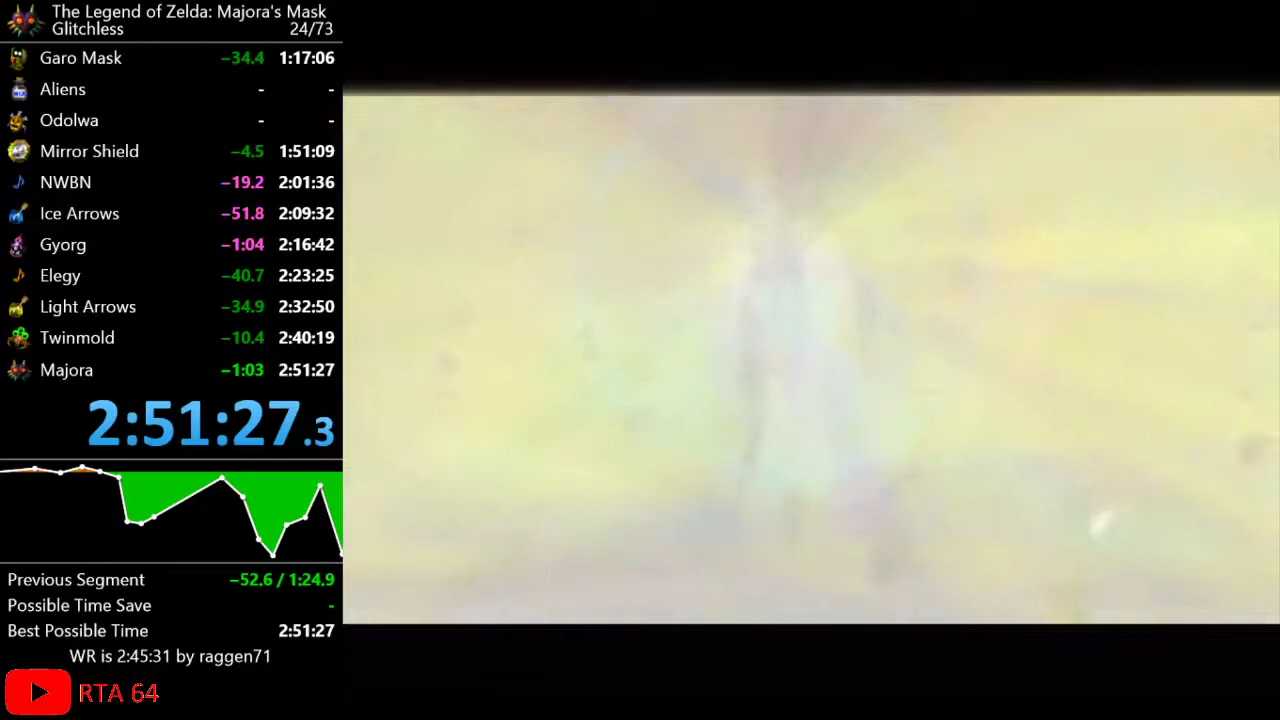 The Legend of Zelda: Majora's Mask
Glitchless 24/73
Garo Mask −34.4 1:17:06
Aliens - -
Odolwa - -
Mirror Shield −4.5 1:51:09
NWBN −19.2 2:01:36
Ice Arrows −51.8 2:09:32
Gyorg −1:04 2:16:42
Elegy −40.7 2:23:25
Light Arrows −34.9 2:32:50
Twinmold −10.4 2:40:19
Majora −1:03 2:51:27
2:51:27.3
Previous Segment −52.6 / 1:24.9
Possible Time Save -
Best Possible Time 2:51:27
WR is 2:45:31 by raggen71
RTA 64